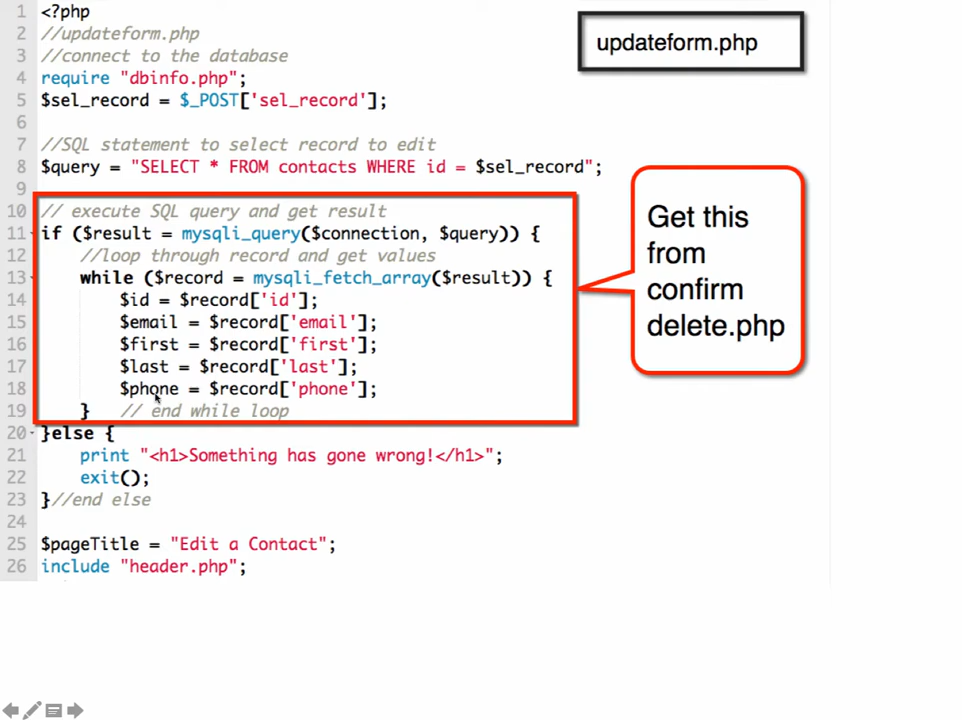 1 <?php
2 //updateform.php
3 //connect to the database
4 require "dbinfo.php";
5 $sel_record = $_POST['sel_record'];
6
7 //SQL statement to select record to edit
8 $query = "SELECT * FROM contacts WHERE id = $sel_record";
9
10 // execute SQL query and get result
11 if ($result = mysqli_query($connection, $query)) {
12 //loop through record and get values
13 while ($record = mysqli_fetch_array($result)) {
14 $id = $record['id'];
15 $email = $record['email'];
16 $first = $record['first'];
17 $last = $record['last'];
18 $phone = $record['phone'];
19 } // end while loop
20 }else {
21 print "<h1>Something has gone wrong!</h1>";
22 exit();
23 }//end else
24
25 $pageTitle = "Edit a Contact";
26 include "header.php";
updateform.php
Get this
from
confirm
delete.php